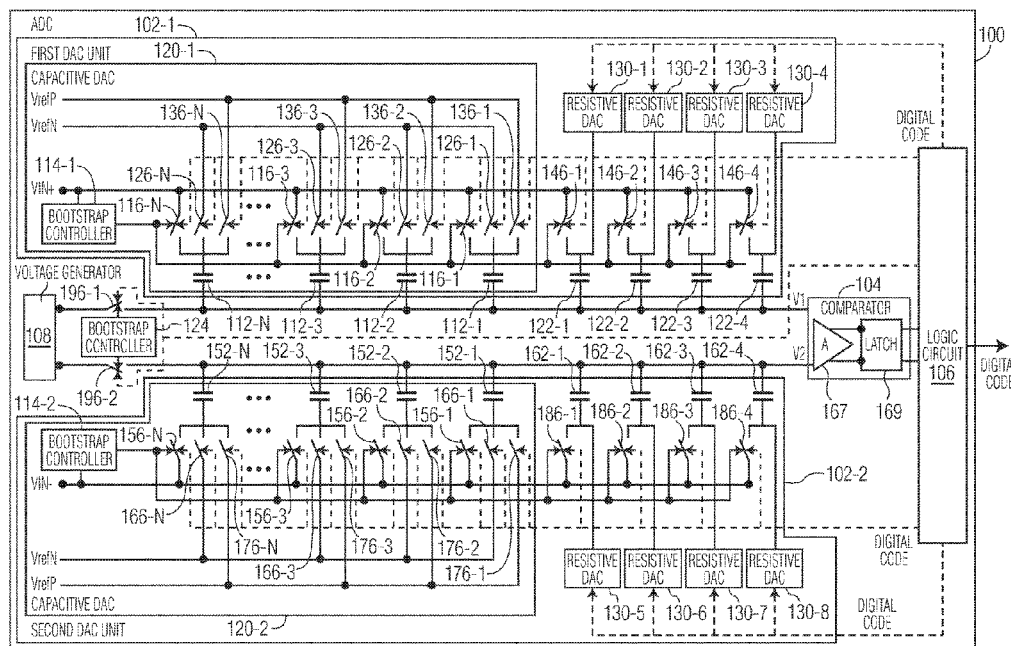 ADC
102-1
FIRST DAC UNIT
120-1
CAPACITIVE DAC
100
130-1
130-2
130-3
130-4
RESISTIVE DAC
RESISTIVE DAC
RESISTIVE DAC
RESISTIVE DAC
DIGITAL CODE
VrefP
VrefN
136-N
136-3
136-2
136-1
126-N
126-3
126-2
126-1
114-1
VIN+
BOOTSTRAP CONTROLLER
116-N
116-3
116-2
116-1
146-1
146-2
146-3
146-4
VOLTAGE GENERATOR
108
196-1
BOOTSTRAP CONTROLLER
124
196-2
112-N
112-3
112-2
112-1
122-1
122-2
122-3
122-4
V1
V2
104
COMPARATOR
A
LATCH
167
169
LOGIC CIRCUIT
106
DIGITAL CODE
152-N
152-3
152-2
152-1
162-1
162-2
162-3
162-4
114-2
BOOTSTRAP CONTROLLER
156-N
156-2
166-2
156-1
166-1
186-1
186-2
186-3
186-4
VIN-
102-2
166-N
176-N
156-3
166-3
176-3
176-2
176-1
VrefN
VrefP
CAPACITIVE DAC
SECOND DAC UNIT
120-2
RESISTIVE DAC
RESISTIVE DAC
RESISTIVE DAC
RESISTIVE DAC
130-5
130-6
130-7
130-8
DIGITAL CODE
DIGITAL CODE